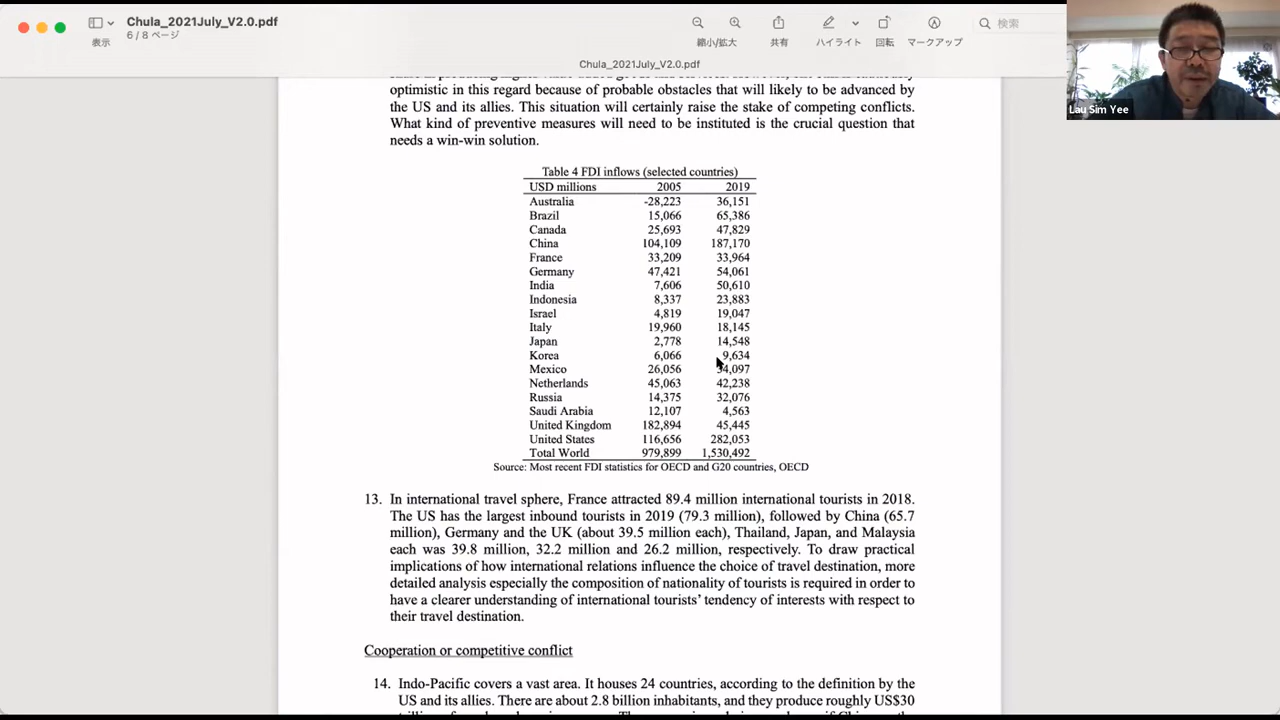 Chula_2021July_V2.0.pdf
6 / 8 ページ
表示
縮小/拡大
共有
ハイライト
回転
マークアップ
検索
Chula_2021July_V2.0.pdf
Lau Sim Yee
optimistic in this regard because of probable obstacles that will likely to be advanced by
the US and its allies. This situation will certainly raise the stake of competing conflicts.
What kind of preventive measures will need to be instituted is the crucial question that
needs a win-win solution.
Table 4 FDI inflows (selected countries)
USD millions 2005 2019
Australia -28,223 36,151
Brazil 15,066 65,386
Canada 25,693 47,829
China 104,109 187,170
France 33,209 33,964
Germany 47,421 54,061
India 7,606 50,610
Indonesia 8,337 23,883
Israel 4,819 19,047
Italy 19,960 18,145
Japan 2,778 14,548
Korea 6,066 9,634
Mexico 26,056 34,097
Netherlands 45,063 42,238
Russia 14,375 32,076
Saudi Arabia 12,107 4,563
United Kingdom 182,894 45,445
United States 116,656 282,053
Total World 979,899 1,530,492
Source: Most recent FDI statistics for OECD and G20 countries, OECD
13. In international travel sphere, France attracted 89.4 million international tourists in 2018.
The US has the largest inbound tourists in 2019 (79.3 million), followed by China (65.7
million), Germany and the UK (about 39.5 million each), Thailand, Japan, and Malaysia
each was 39.8 million, 32.2 million and 26.2 million, respectively. To draw practical
implications of how international relations influence the choice of travel destination, more
detailed analysis especially the composition of nationality of tourists is required in order to
have a clearer understanding of international tourists' tendency of interests with respect to
their travel destination.
Cooperation or competitive conflict
14. Indo-Pacific covers a vast area. It houses 24 countries, according to the definition by the
US and its allies. There are about 2.8 billion inhabitants, and they produce roughly US$30